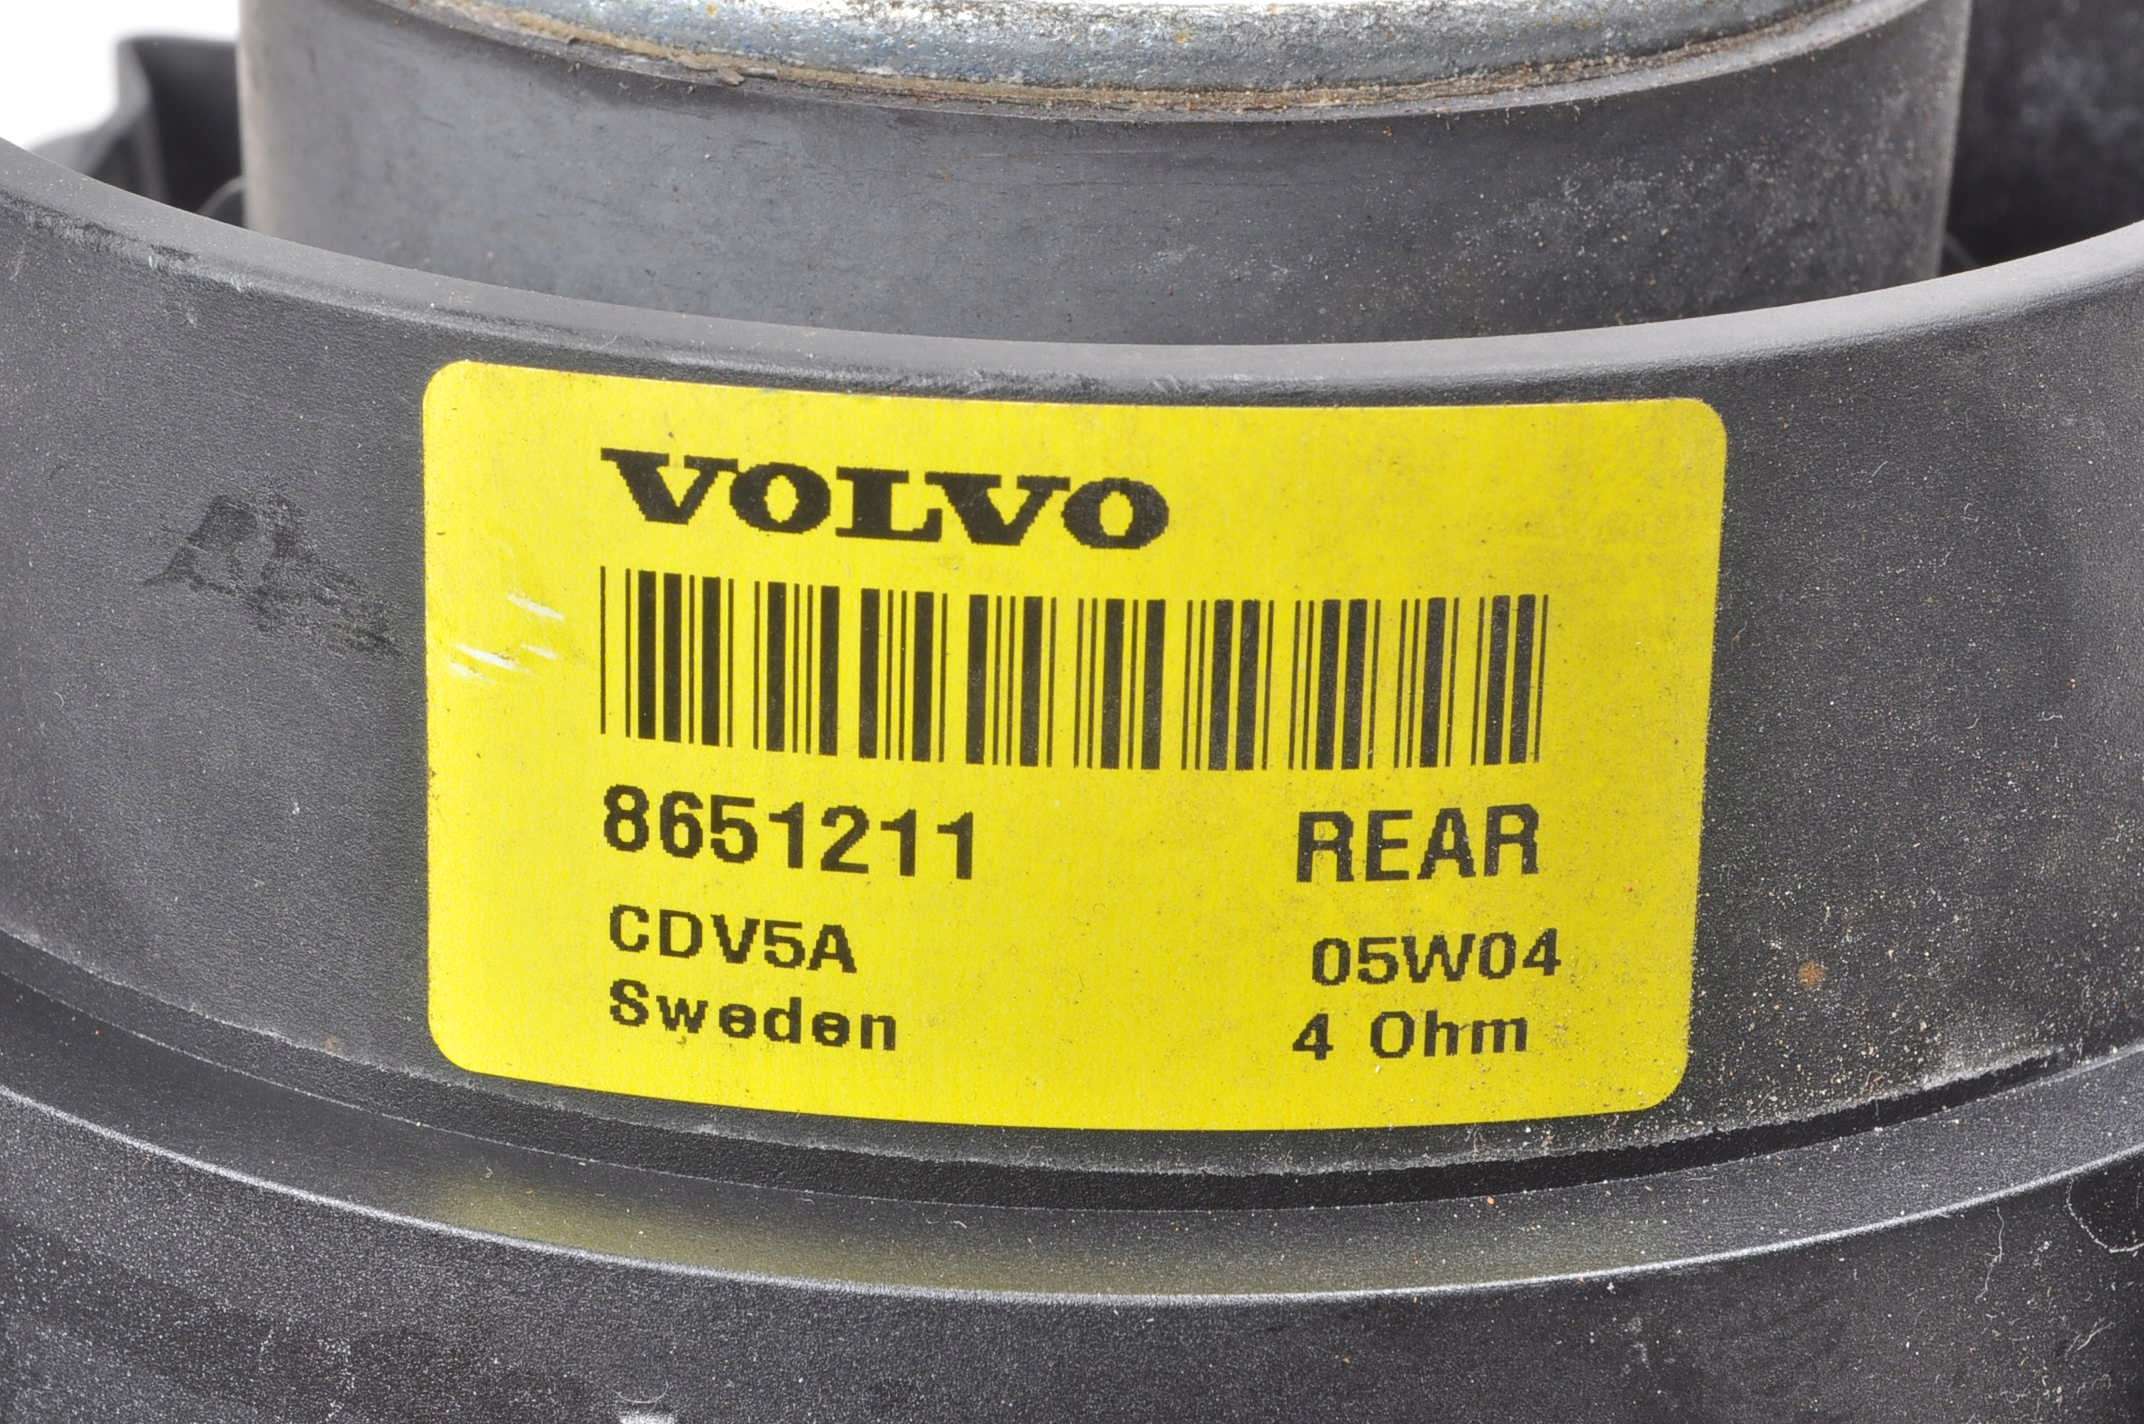 VOLVO
8651211 REAR
CDV5A 05W04
Sweden 4 Ohm